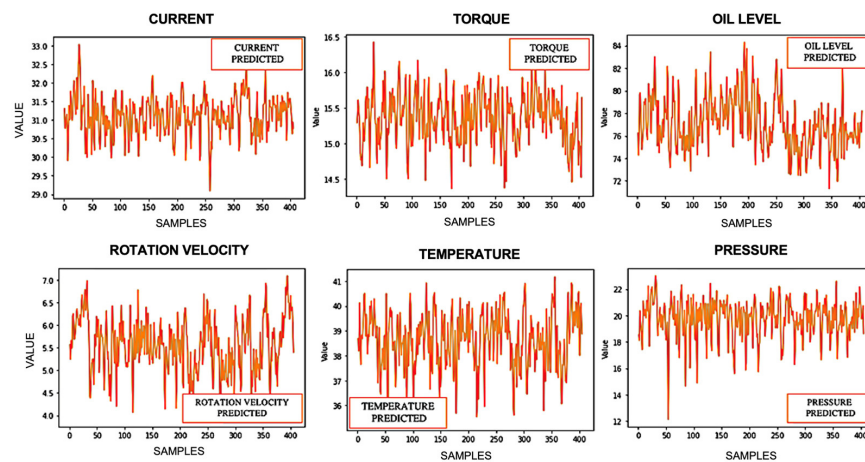 CURRENT
TORQUE
OIL LEVEL
33.0
32.5
32.0
31.5
31.0
30.5
30.0
29.5
29.0
VALUE
CURRENT
PREDICTED
0 50 100 150 200 250 300 350 400
SAMPLES
16.5
16.0
15.5
15.0
14.5
Value
TORQUE
PREDICTED
0 50 100 150 200 250 300 350 400
SAMPLES
84
82
80
78
76
74
72
Value
OIL LEVEL
PREDICTED
0 50 100 150 200 250 300 350 400
SAMPLES
ROTATION VELOCITY
TEMPERATURE
PRESSURE
7.0
6.5
6.0
5.5
5.0
4.5
4.0
VALUE
ROTATION VELOCITY
PREDICTED
0 50 100 150 200 250 300 350 400
SAMPLES
41
40
39
38
37
36
Value
TEMPERATURE
PREDICTED
0 50 100 150 200 250 300 350 400
SAMPLES
22
20
18
16
14
12
Value
PRESSURE
PREDICTED
0 50 100 150 200 250 300 350 400
SAMPLES